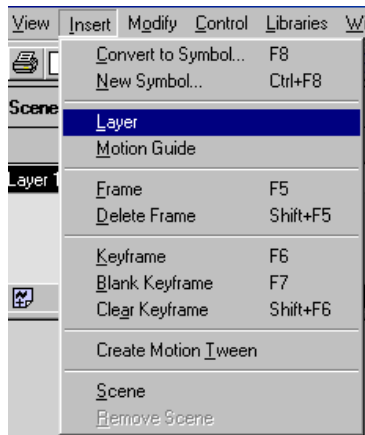 View Insert Modify Control Libraries W
Convert to Symbol... F8
New Symbol... Ctrl+F8
Scene
Layer
Motion Guide
Layer 1
Frame F5
Delete Frame Shift+F5
Keyframe F6
Blank Keyframe F7
Clear Keyframe Shift+F6
Create Motion Tween
Scene
Remove Scene